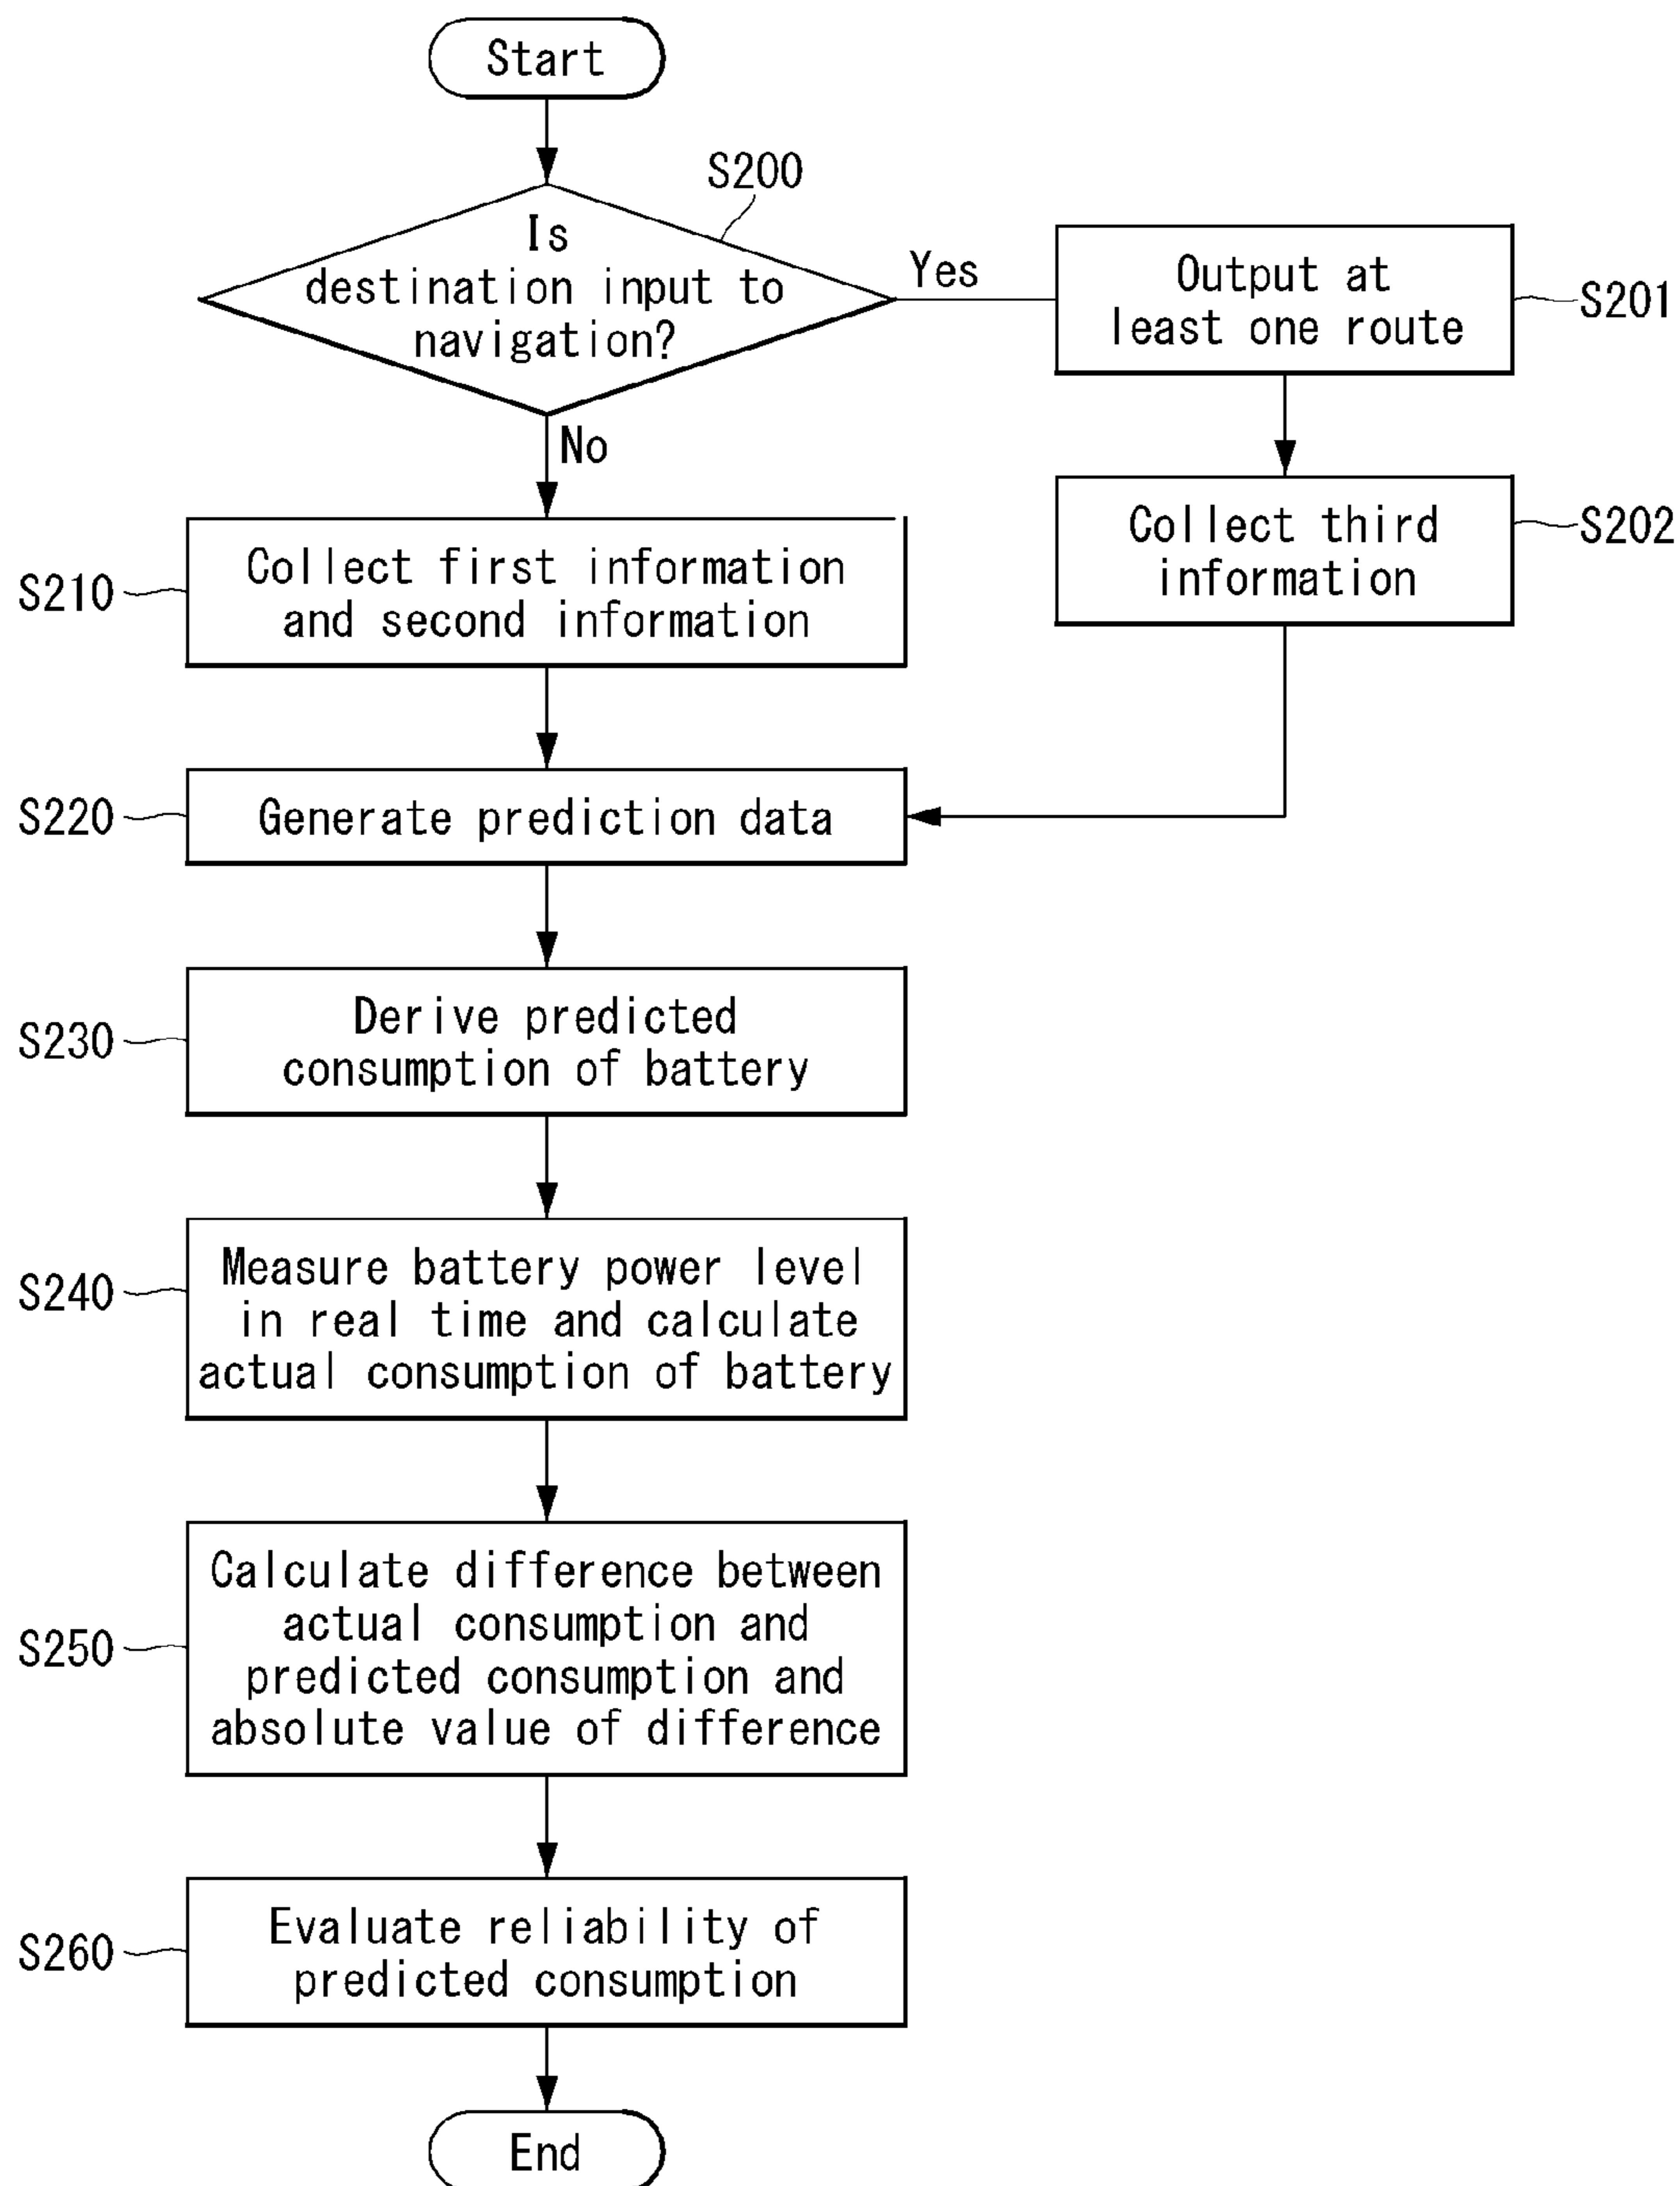 Start
S200
Is
destination input to
navigation?
Yes
Output at
least one route
S201
No
Collect third
information
S202
S210
Collect first information
and second information
S220
Generate prediction data
S230
Derive predicted
consumption of battery
S240
Measure battery power level
in real time and calculate
actual consumption of battery
S250
Calculate difference between
actual consumption and
predicted consumption and
absolute value of difference
S260
Evaluate reliability of
predicted consumption
End